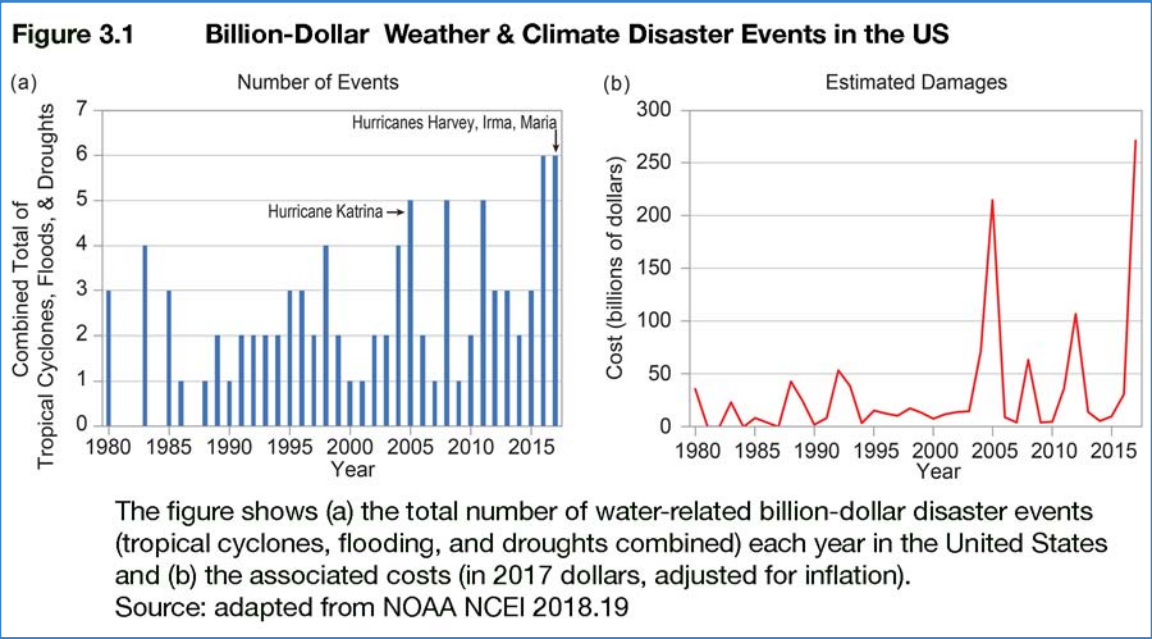 Figure 3.1 Billion-Dollar Weather & Climate Disaster Events in the US
(a)
Number of Events
Combined Total of
Tropical Cyclones, Floods, & Droughts
7
6
5
4
3
2
1
0
Hurricanes Harvey, Irma, Maria
Hurricane Katrina
1980 1985 1990 1995 2000 2005 2010 2015
Year
(b)
Estimated Damages
Cost (billions of dollars)
300
250
200
150
100
50
0
1980 1985 1990 1995 2000 2005 2010 2015
Year
The figure shows (a) the total number of water-related billion-dollar disaster events
(tropical cyclones, flooding, and droughts combined) each year in the United States
and (b) the associated costs (in 2017 dollars, adjusted for inflation).
Source: adapted from NOAA NCEI 2018.19